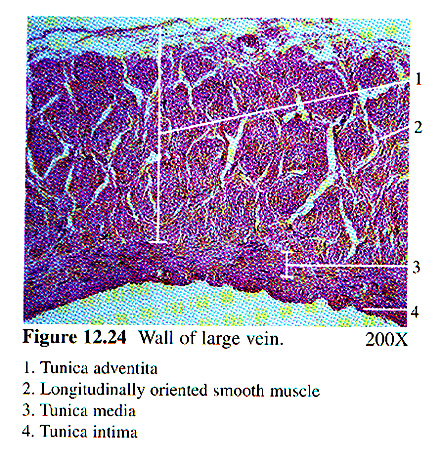 1
2
3
4
Figure 12.24 Wall of large vein. 200X
1. Tunica adventita
2. Longitudinally oriented smooth muscle
3. Tunica media
4. Tunica intima